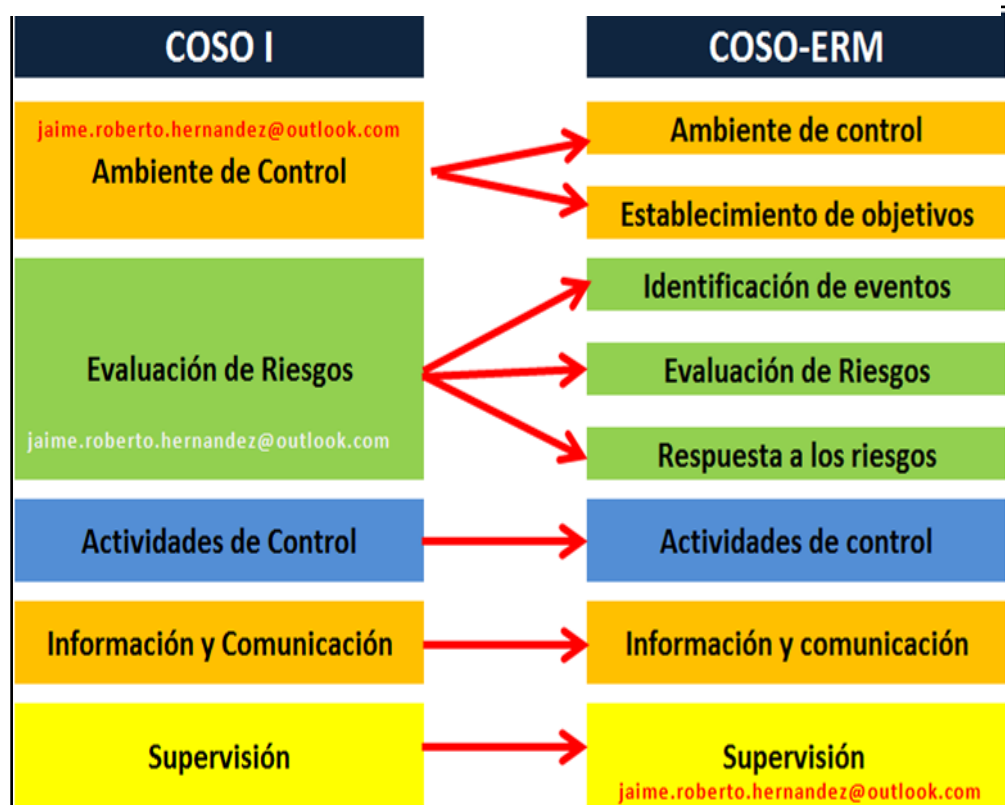 COSO I
COSO-ERM
jaime.roberto.hernandez@outlook.com
Ambiente de Control
Ambiente de control
Establecimiento de objetivos
Evaluación de Riesgos
jaime.roberto.hernandez@outlook.com
Identificación de eventos
Evaluación de Riesgos
Respuesta a los riesgos
Actividades de Control
Actividades de control
Información y Comunicación
Información y comunicación
Supervisión
Supervisión
jaime.roberto.hernandez@outlook.com